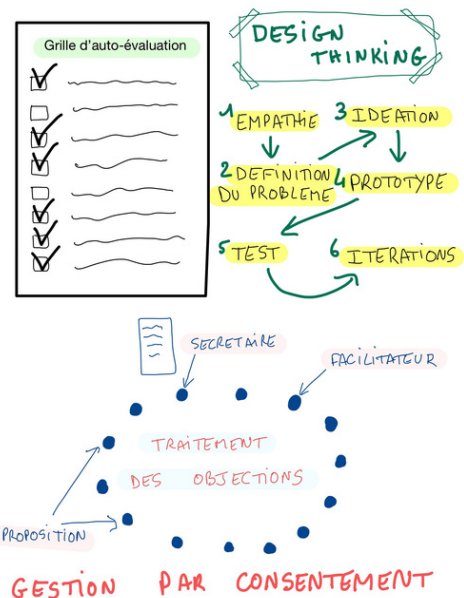 Grille d'auto-évaluation
DESIGN
THINKING
1 EMPATHIE
3 IDEATION
2 DEFINITION
DU PROBLEME
4 PROTOTYPE
5 TEST
6 ITERATIONS
SECRETAIRE
FACILITATEUR
TRAITEMENT
DES OBJECTIONS
PROPOSITION
GESTION PAR CONSENTEMENT